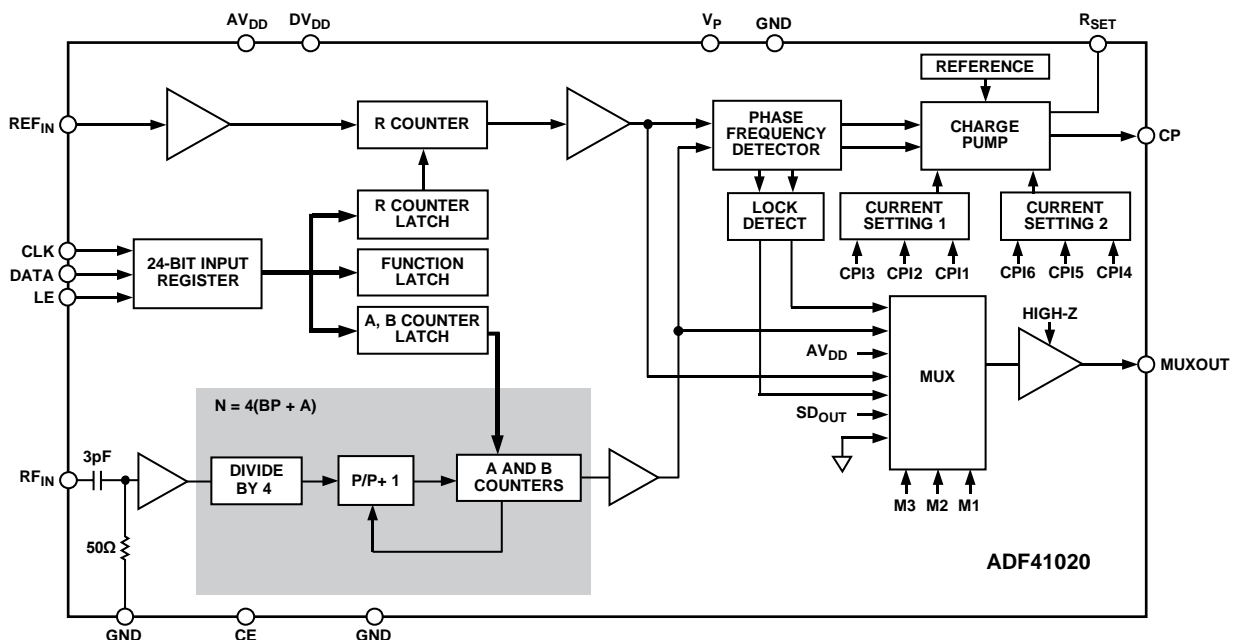 AVDD
DVDD
VP
GND
RSET
REFERENCE
REFIN
R COUNTER
PHASE
FREQUENCY
DETECTOR
CHARGE
PUMP
CP
R COUNTER
LATCH
LOCK
DETECT
CURRENT
SETTING 1
CURRENT
SETTING 2
CLK
DATA
LE
24-BIT INPUT
REGISTER
FUNCTION
LATCH
CPI3
CPI2
CPI1
CPI6
CPI5
CPI4
A, B COUNTER
LATCH
HIGH-Z
AVDD
MUX
MUXOUT
SDOUT
N = 4(BP + A)
3pF
RFIN
DIVIDE
BY 4
P/P+ 1
A AND B
COUNTERS
M3
M2
M1
50Ω
ADF41020
GND
CE
GND